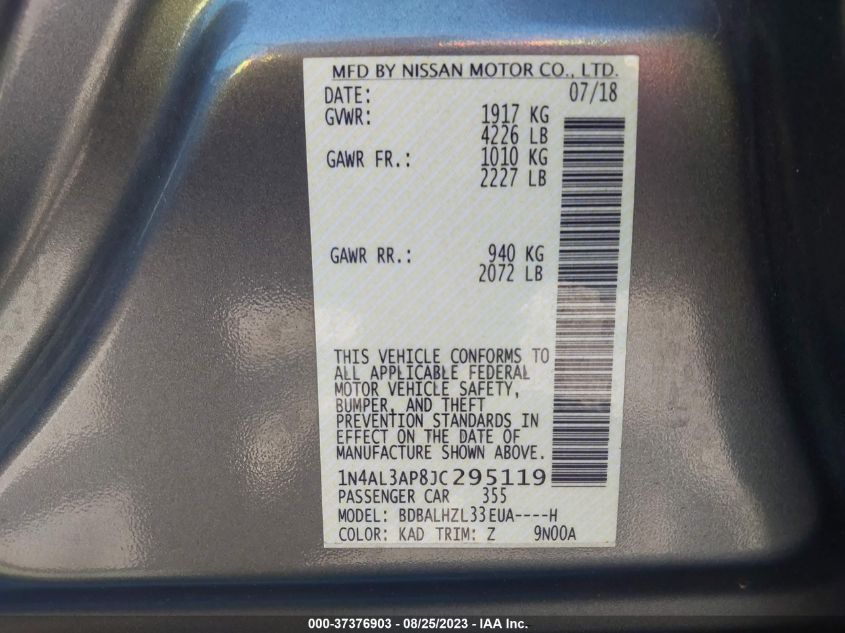 MFD BY NISSAN MOTOR CO., LTD.
DATE: 07/18
GVWR: 1917 KG
4226 LB
GAWR FR.: 1010 KG
2227 LB
GAWR RR.: 940 KG
2072 LB
THIS VEHICLE CONFORMS TO
ALL APPLICABLE FEDERAL
MOTOR VEHICLE SAFETY,
BUMPER, AND THEFT
PREVENTION STANDARDS IN
EFFECT ON THE DATE OF
MANUFACTURE SHOWN ABOVE.
1N4AL3AP8JC295119
PASSENGER CAR 355
MODEL: BDBALHZL33EUA----H
COLOR: KAD TRIM: Z 9N00A
000-37376903 - 08/25/2023 - IAA Inc.